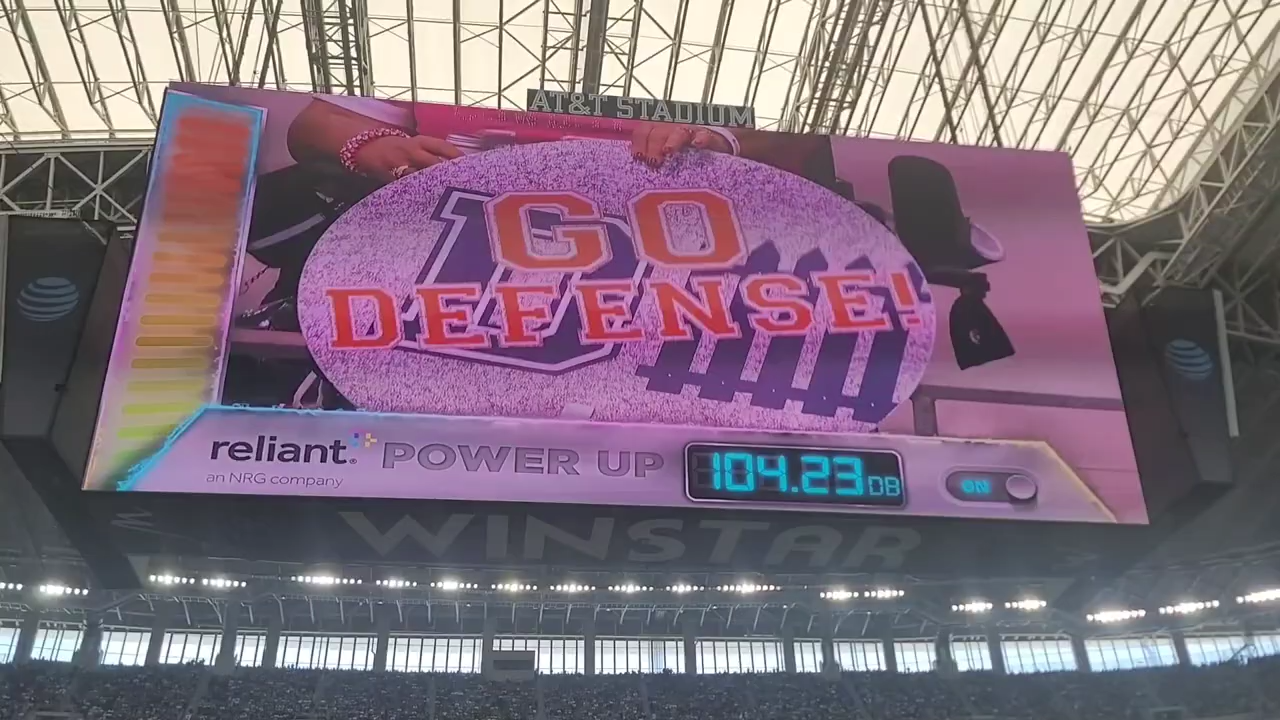 AT&T STADIUM
GO
DEFENSE!
reliant.
an NRG company
POWER UP
104.23DB
ON
WINSTAR